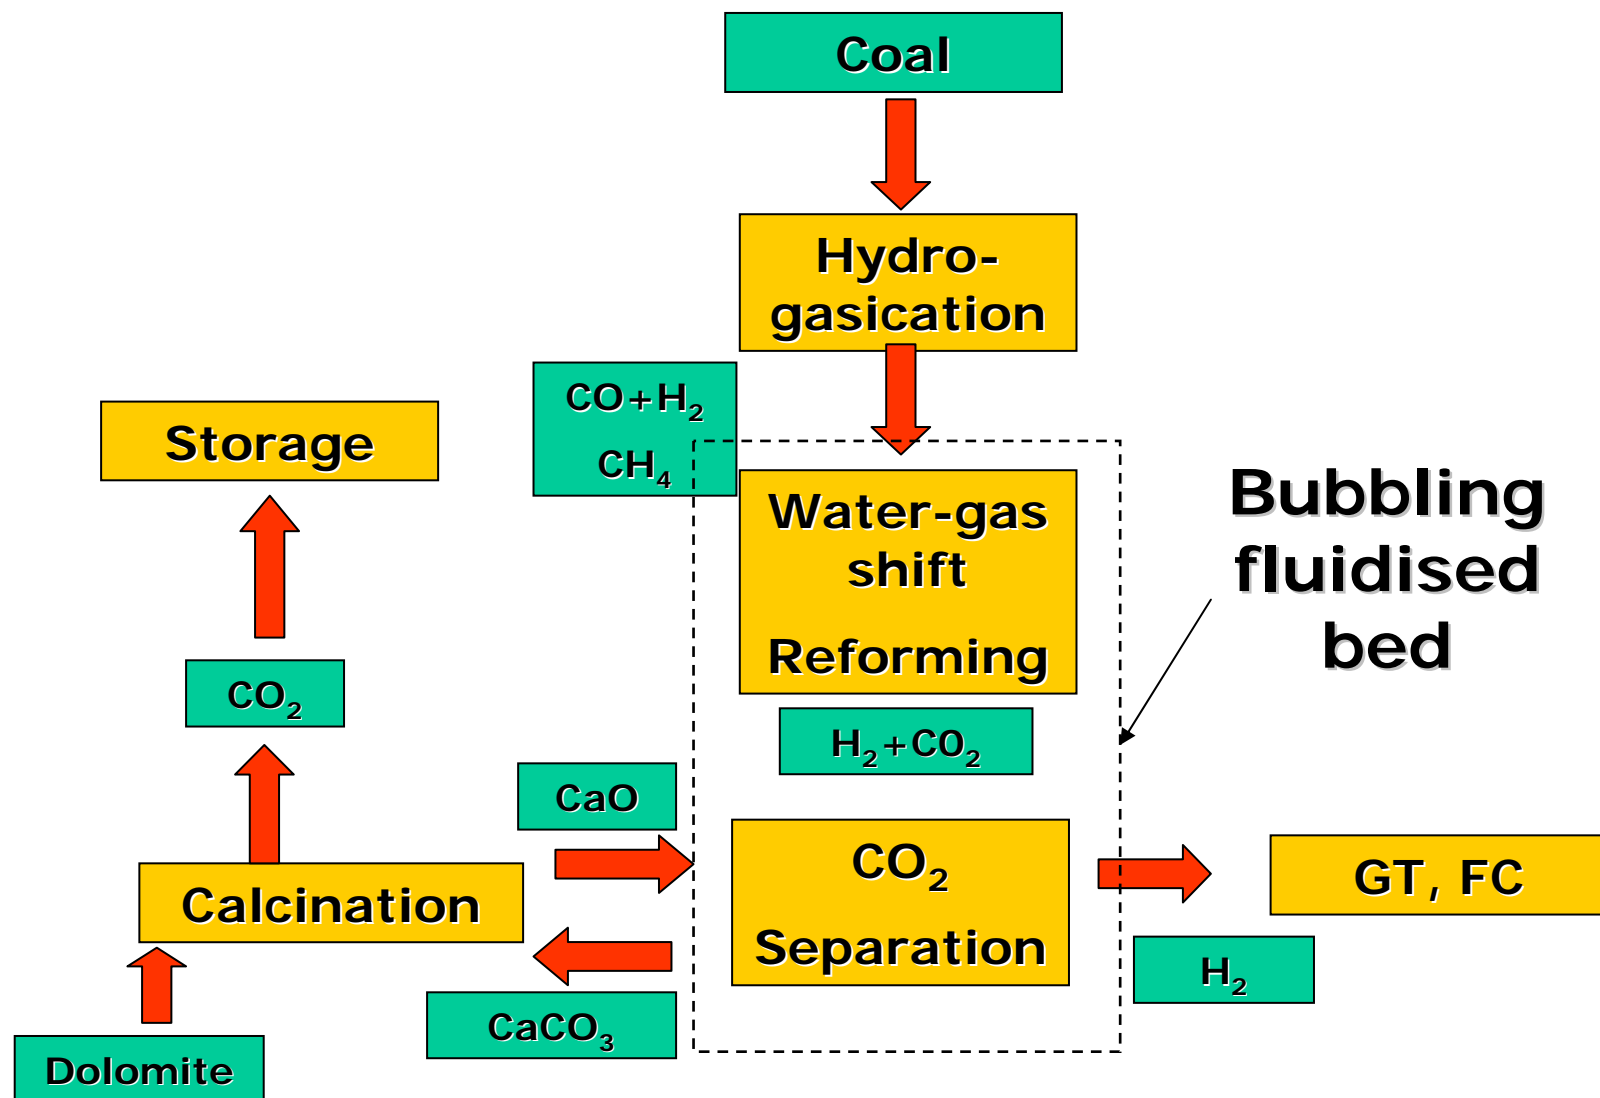 Coal
Hydro-
gasication
CO+H₂
CH₄
Storage
Water-gas
shift
Reforming
Bubbling
fluidised
bed
CO₂
H₂+CO₂
CaO
CO₂
Separation
GT, FC
Calcination
H₂
CaCO₃
Dolomite